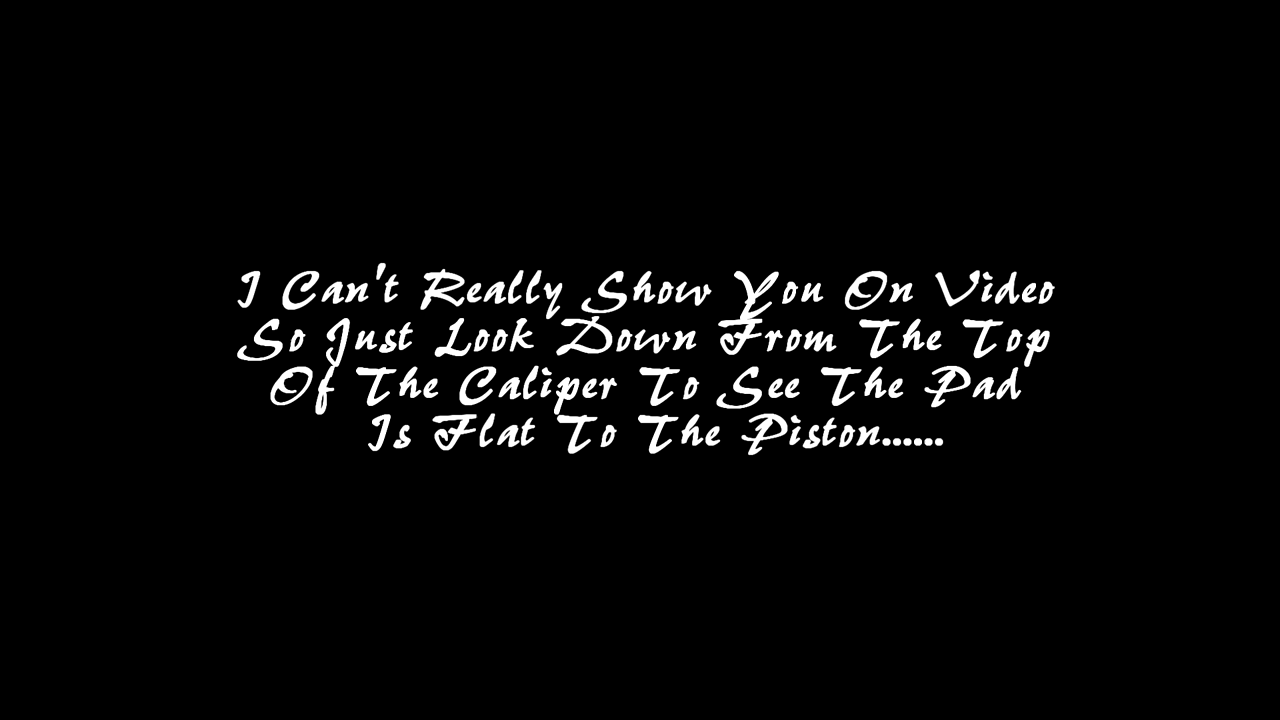 I Can't Really Show You On Video
So Just Look Down From The Top
Of The Caliper To See The Pad
Is Flat To The Piston......